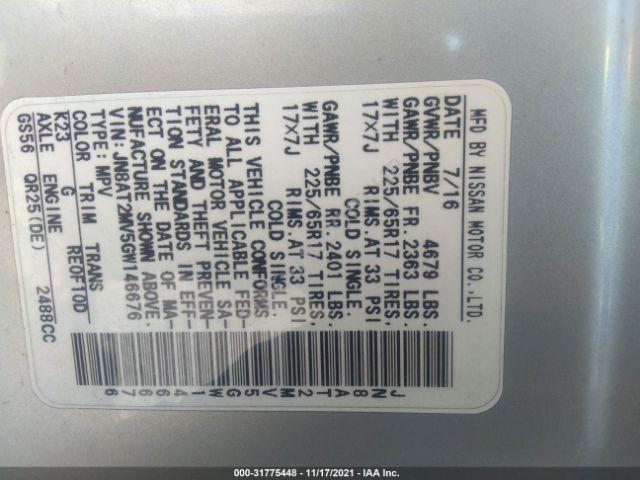 MFD BY NISSAN MOTOR CO.,LTD.
DATE 7/16
GVWR/PNBV 4679 LBS.
GAWR/PNBE FR 2363 LBS.
WITH 225/65R17 TIRES,
17X7J RIMS.AT 33 PSI
COLD SINGLE.
GAWR/PNBE RR 2401 LBS.
WITH 225/65R17 TIRES,
17X7J RIMS.AT 33 PSI
COLD SINGLE.
THIS VEHICLE CONFORMS
TO ALL APPLICABLE FED-
ERAL MOTOR VEHICLE SA-
FETY AND THEFT PREVEN-
TION STANDARDS IN EFF-
ECT ON THE DATE OF MA-
NUFACTURE SHOWN ABOVE.
VIN:JN8AT2MV5GW146676
TYPE:MPV
COLOR TRIM TRANS
K23 G RE0F10D
AXLE ENGINE
GS56 QR25(DE) 2488CC
JN8AT2MV5GW146676
000-31775448 - 11/17/2021 - IAA Inc.